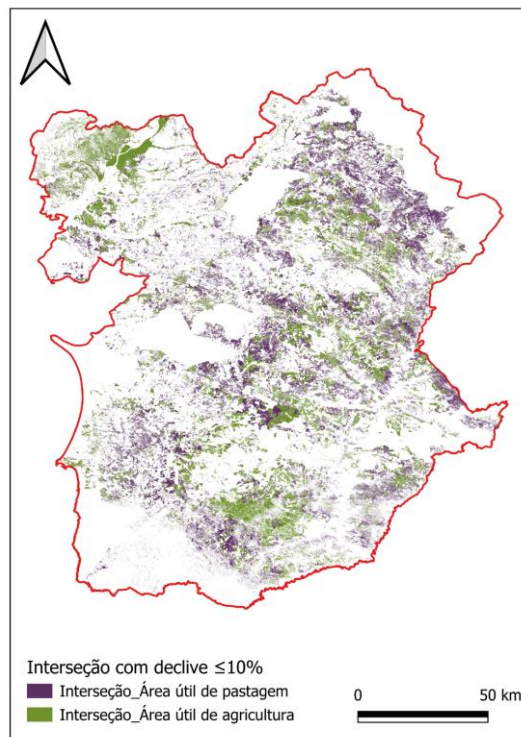 Interseção com declive ≤10%
Interseção_Área útil de pastagem
Interseção_Área útil de agricultura
0 50 km